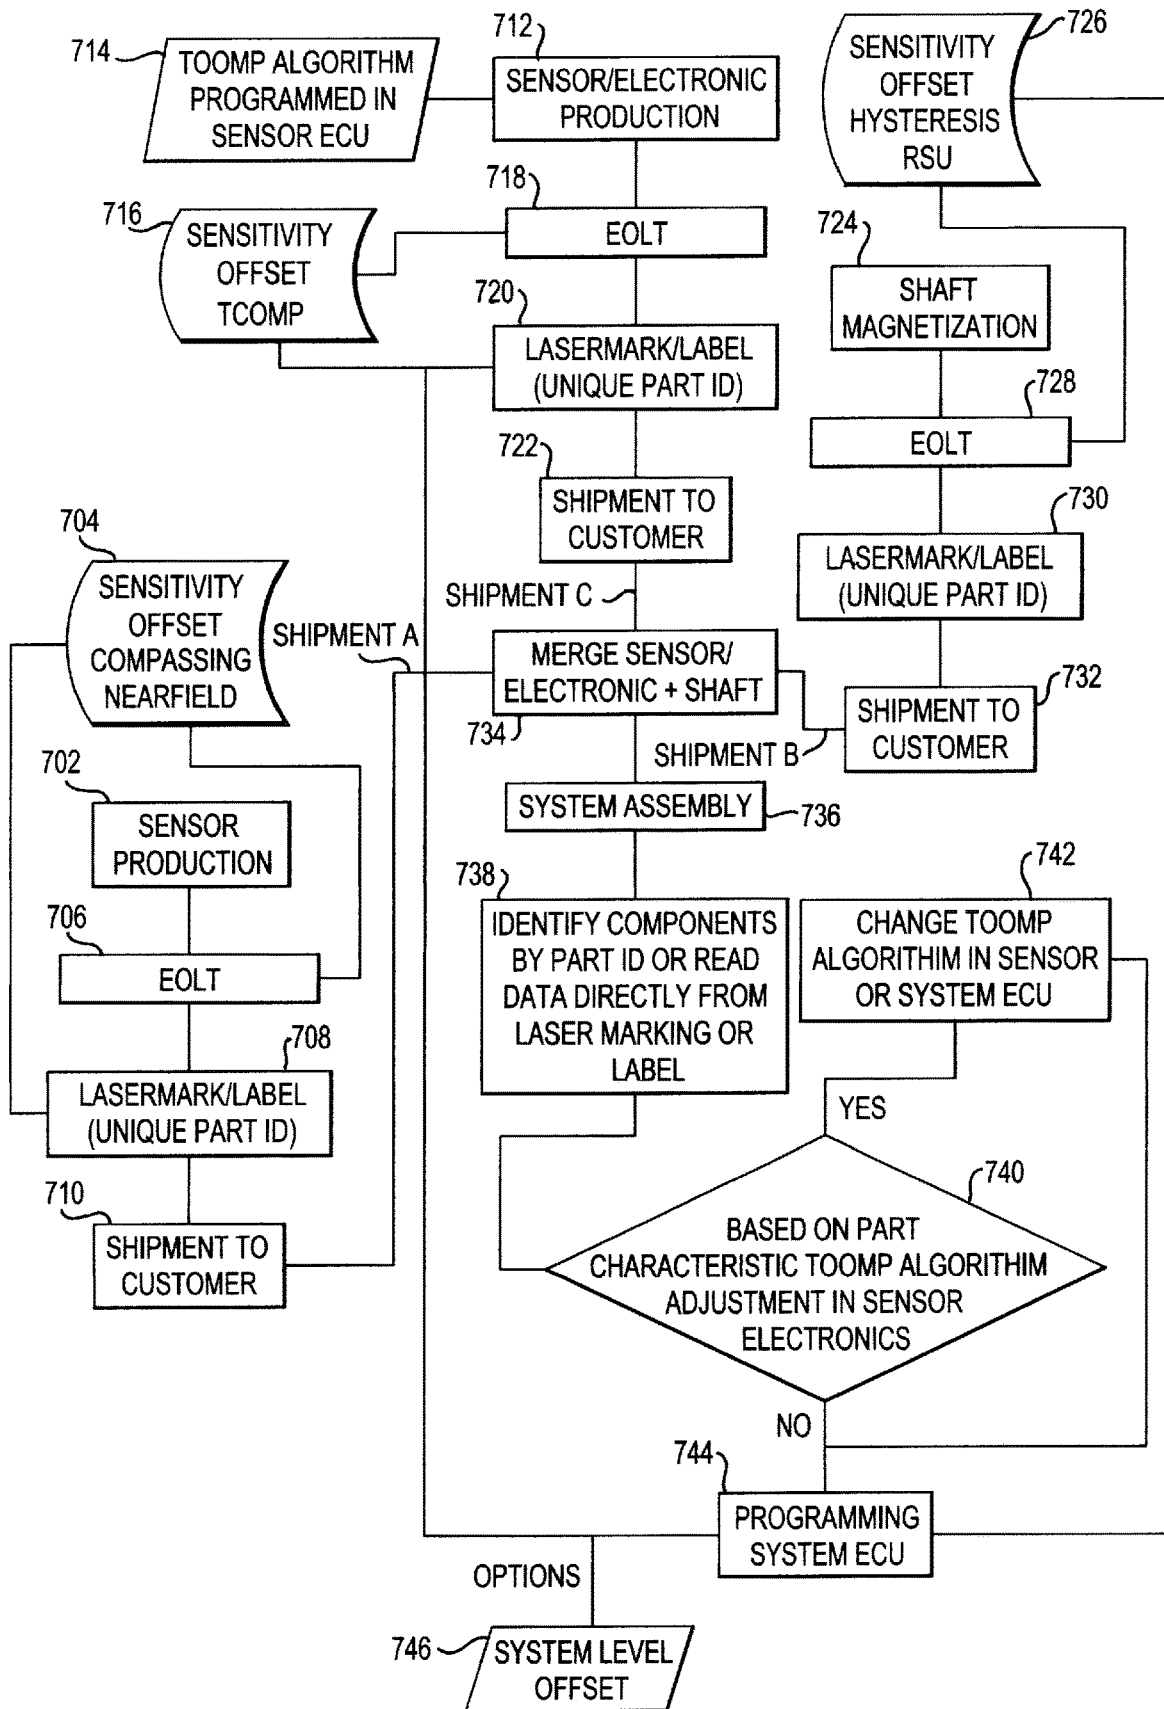 714
TOOMP ALGORITHM
PROGRAMMED IN
SENSOR ECU
712
SENSOR/ELECTRONIC
PRODUCTION
726
SENSITIVITY
OFFSET
HYSTERESIS
RSU
716
SENSITIVITY
OFFSET
TCOMP
718
EOLT
724
SHAFT
MAGNETIZATION
720
LASERMARK/LABEL
(UNIQUE PART ID)
728
EOLT
722
SHIPMENT TO
CUSTOMER
730
LASERMARK/LABEL
(UNIQUE PART ID)
704
SENSITIVITY
OFFSET
COMPASSING
NEARFIELD
SHIPMENT A
SHIPMENT C
MERGE SENSOR/
ELECTRONIC + SHAFT
734
SHIPMENT B
732
SHIPMENT TO
CUSTOMER
702
SENSOR
PRODUCTION
SYSTEM ASSEMBLY
736
706
EOLT
738
IDENTIFY COMPONENTS
BY PART ID OR READ
DATA DIRECTLY FROM
LASER MARKING OR
LABEL
742
CHANGE TOOMP
ALGORITHIM IN SENSOR
OR SYSTEM ECU
708
LASERMARK/LABEL
(UNIQUE PART ID)
YES
710
SHIPMENT TO
CUSTOMER
740
BASED ON PART
CHARACTERISTIC TOOMP ALGORITHIM
ADJUSTMENT IN SENSOR
ELECTRONICS
NO
744
PROGRAMMING
SYSTEM ECU
OPTIONS
746
SYSTEM LEVEL
OFFSET